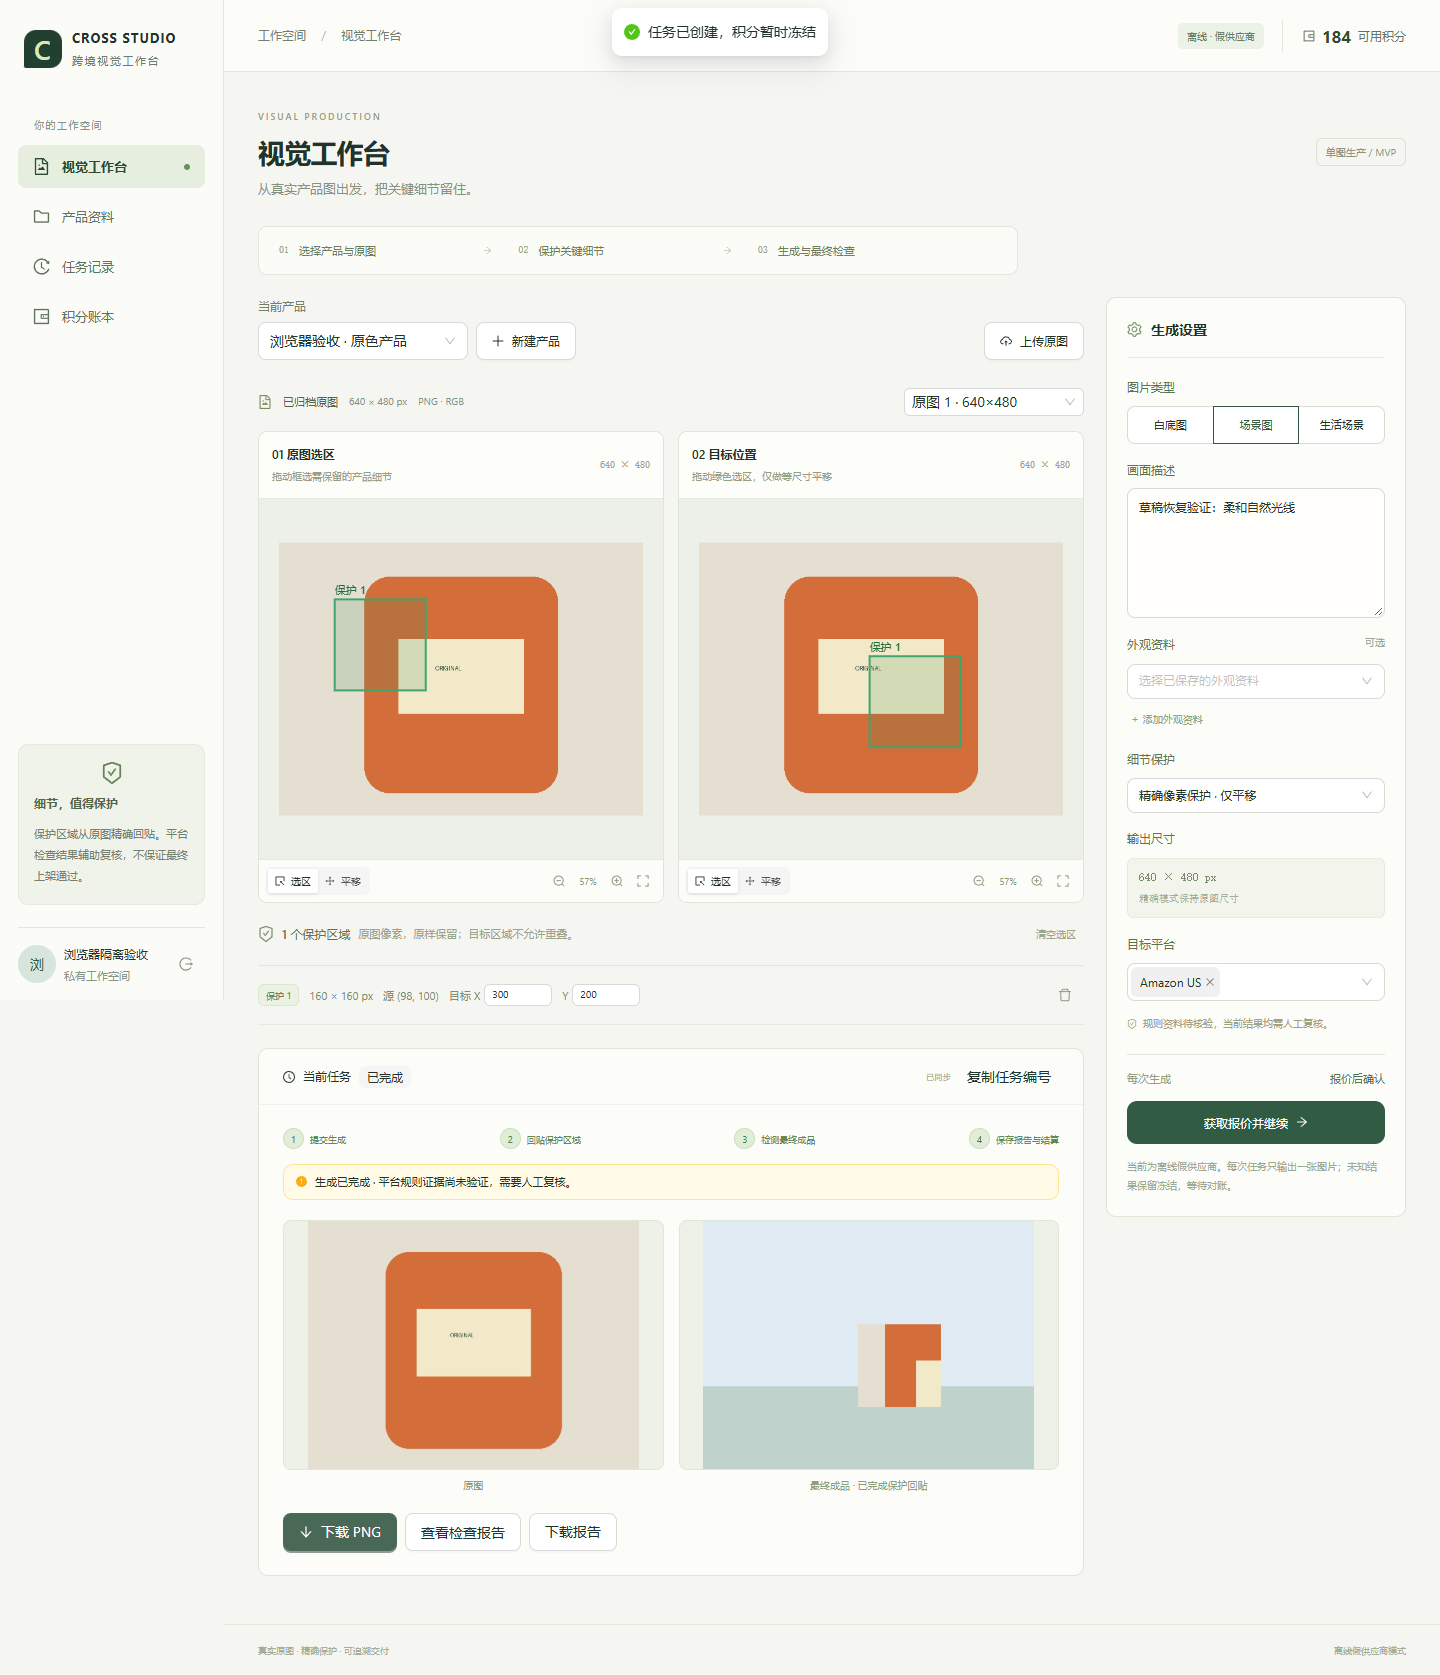 C
CROSS STUDIO
跨境视觉工作台
你的工作空间
视觉工作台
产品资料
任务记录
积分账本
细节，值得保护
保护区域从原图精确回贴。平台
检查结果辅助复核，不保证最终
上架通过。
浏
浏览器隔离验收
私有工作空间
工作空间 / 视觉工作台
任务已创建，积分暂时冻结
离线 · 假供应商
184 可用积分
VISUAL PRODUCTION
视觉工作台
从真实产品图出发，把关键细节留住。
单图生产 / MVP
01 选择产品与原图 → 02 保护关键细节 → 03 生成与最终检查
当前产品
浏览器验收 · 原色产品
+ 新建产品
上传原图
已归档原图 640 × 480 px PNG · RGB
原图 1 · 640×480
01 原图选区
拖动框选需保留的产品细节
640 × 480
保护 1
ORIGINAL
选区
平移
57%
02 目标位置
拖动绿色选区，仅做等尺寸平移
640 × 480
保护 1
ORIGINAL
选区
平移
57%
1 个保护区域 原图像素，原样保留；目标区域不允许重叠。
清空选区
保护 1 160 × 160 px 源 (98, 100) 目标 X 300 Y 200
当前任务 已完成
已同步 复制任务编号
1 提交生成
2 回贴保护区域
3 检测最终成品
4 保存报告与结算
生成已完成 · 平台规则证据尚未验证，需要人工复核。
ORIGINAL
原图
最终成品 · 已完成保护回贴
下载 PNG
查看检查报告
下载报告
生成设置
图片类型
白底图
场景图
生活场景
画面描述
草稿恢复验证：柔和自然光线
外观资料 可选
选择已保存的外观资料
+ 添加外观资料
细节保护
精确像素保护 · 仅平移
输出尺寸
640 × 480 px
精确模式保持原图尺寸
目标平台
Amazon US ×
规则资料待核验，当前结果均需人工复核。
每次生成 报价后确认
获取报价并继续 →
当前为离线假供应商。每次任务只输出一张图片；未知结
果保留冻结，等待对账。
真实原图 · 精确保护 · 可追溯交付
离线假供应商模式